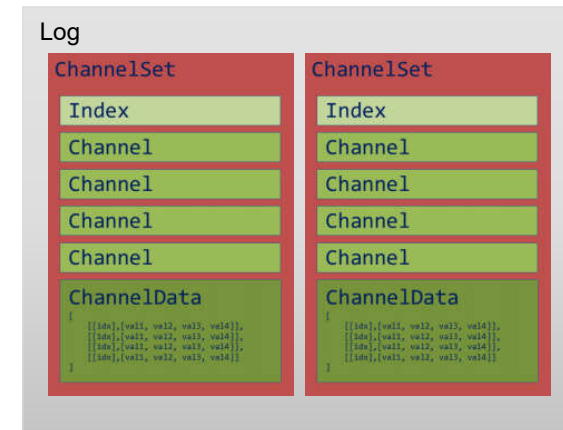 Log
ChannelSet
Index
Channel
Channel
Channel
Channel
ChannelData
[
[[idx],[val1, val2, val3, val4]],
[[idx],[val1, val2, val3, val4]],
[[idx],[val1, val2, val3, val4]],
[[idx],[val1, val2, val3, val4]]
]
ChannelSet
Index
Channel
Channel
Channel
Channel
ChannelData
[
[[idx],[val1, val2, val3, val4]],
[[idx],[val1, val2, val3, val4]],
[[idx],[val1, val2, val3, val4]],
[[idx],[val1, val2, val3, val4]]
]